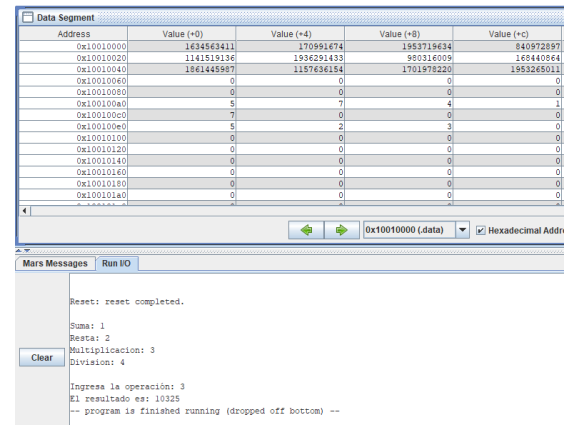 Data Segment
Address Value (+0) Value (+4) Value (+8) Value (+c)
0x10010000 1634563411 170991674 1953719634 840972897
0x10010020 1141519136 1936291433 980316009 168440864
0x10010040 1861445987 1157636154 1701978220 1953265011
0x10010060 0 0 0 0
0x10010080 0 0 0 0
0x100100a0 5 7 4 1
0x100100c0 7 0 0 0
0x100100e0 5 2 3 0
0x10010100 0 0 0 0
0x10010120 0 0 0 0
0x10010140 0 0 0 0
0x10010160 0 0 0 0
0x10010180 0 0 0 0
0x100101a0 0 0 0 0
0x10010000 (.data) Hexadecimal Addre
Mars Messages Run I/O
Clear
Reset: reset completed.
Suma: 1
Resta: 2
Multiplicacion: 3
Division: 4
Ingresa la operación: 3
El resultado es: 10325
-- program is finished running (dropped off bottom) --